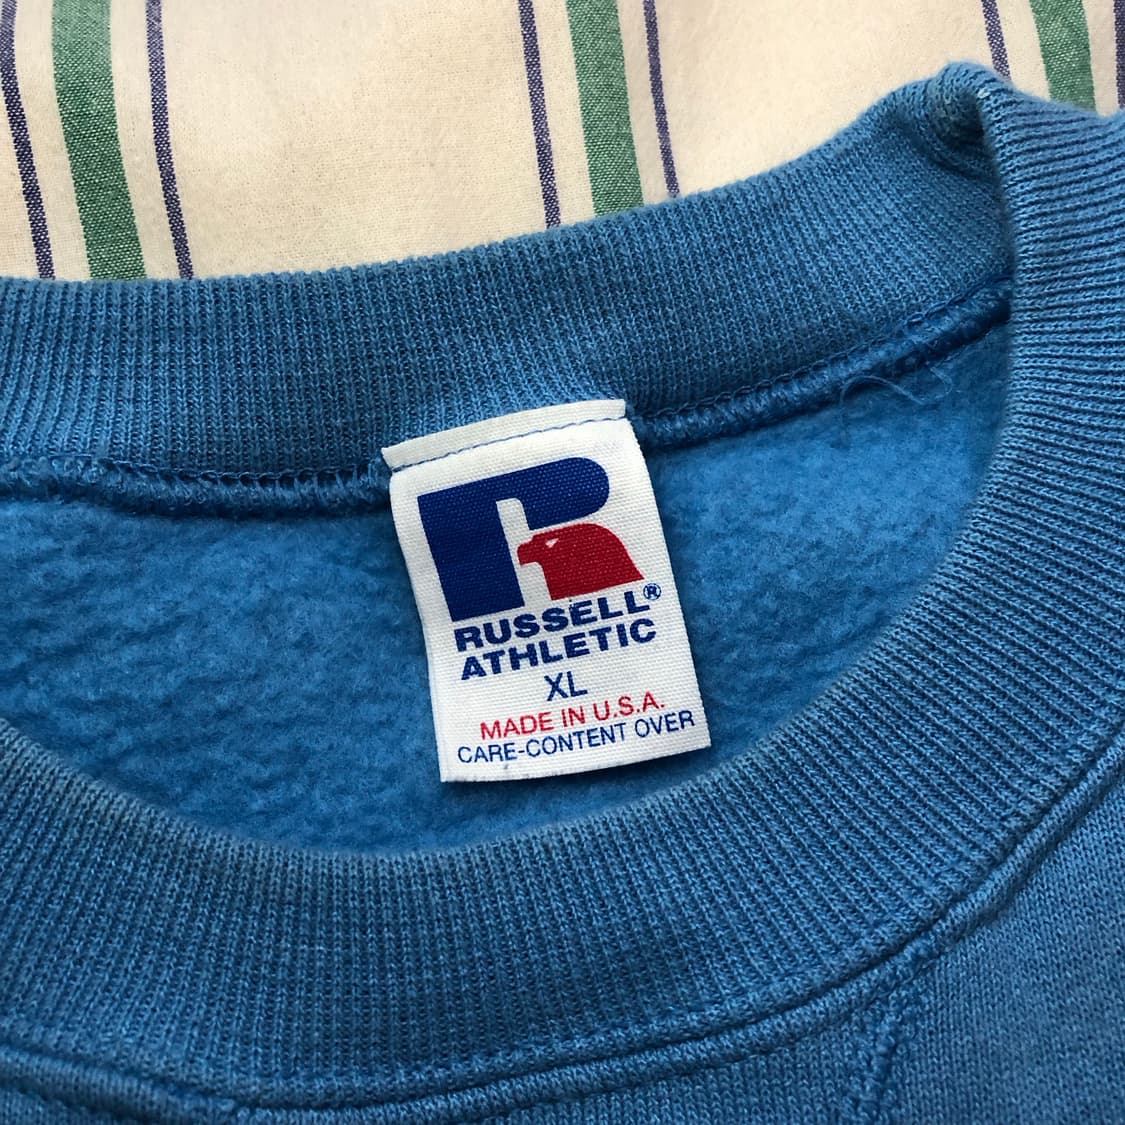 R
RUSSELL®
ATHLETIC
XL
MADE IN U.S.A.
CARE-CONTENT OVER